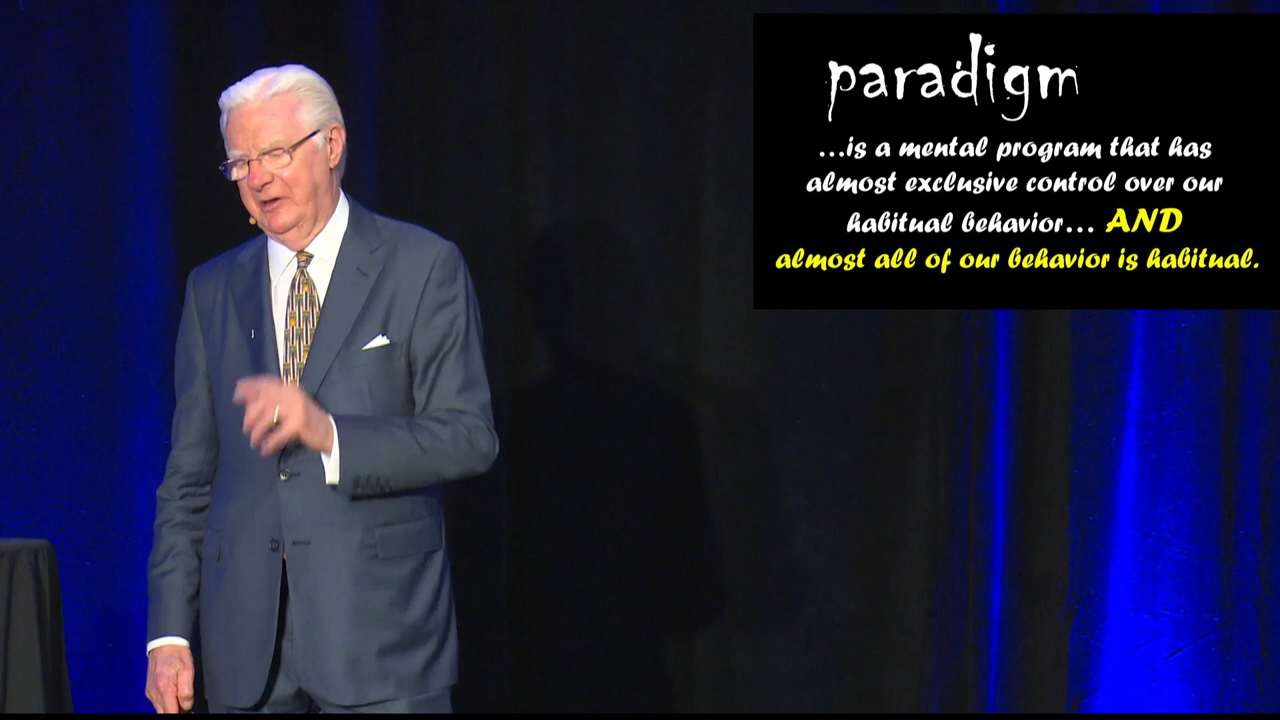 paradigm
...is a mental program that has
almost exclusive control over our
habitual behavior... AND
almost all of our behavior is habitual.